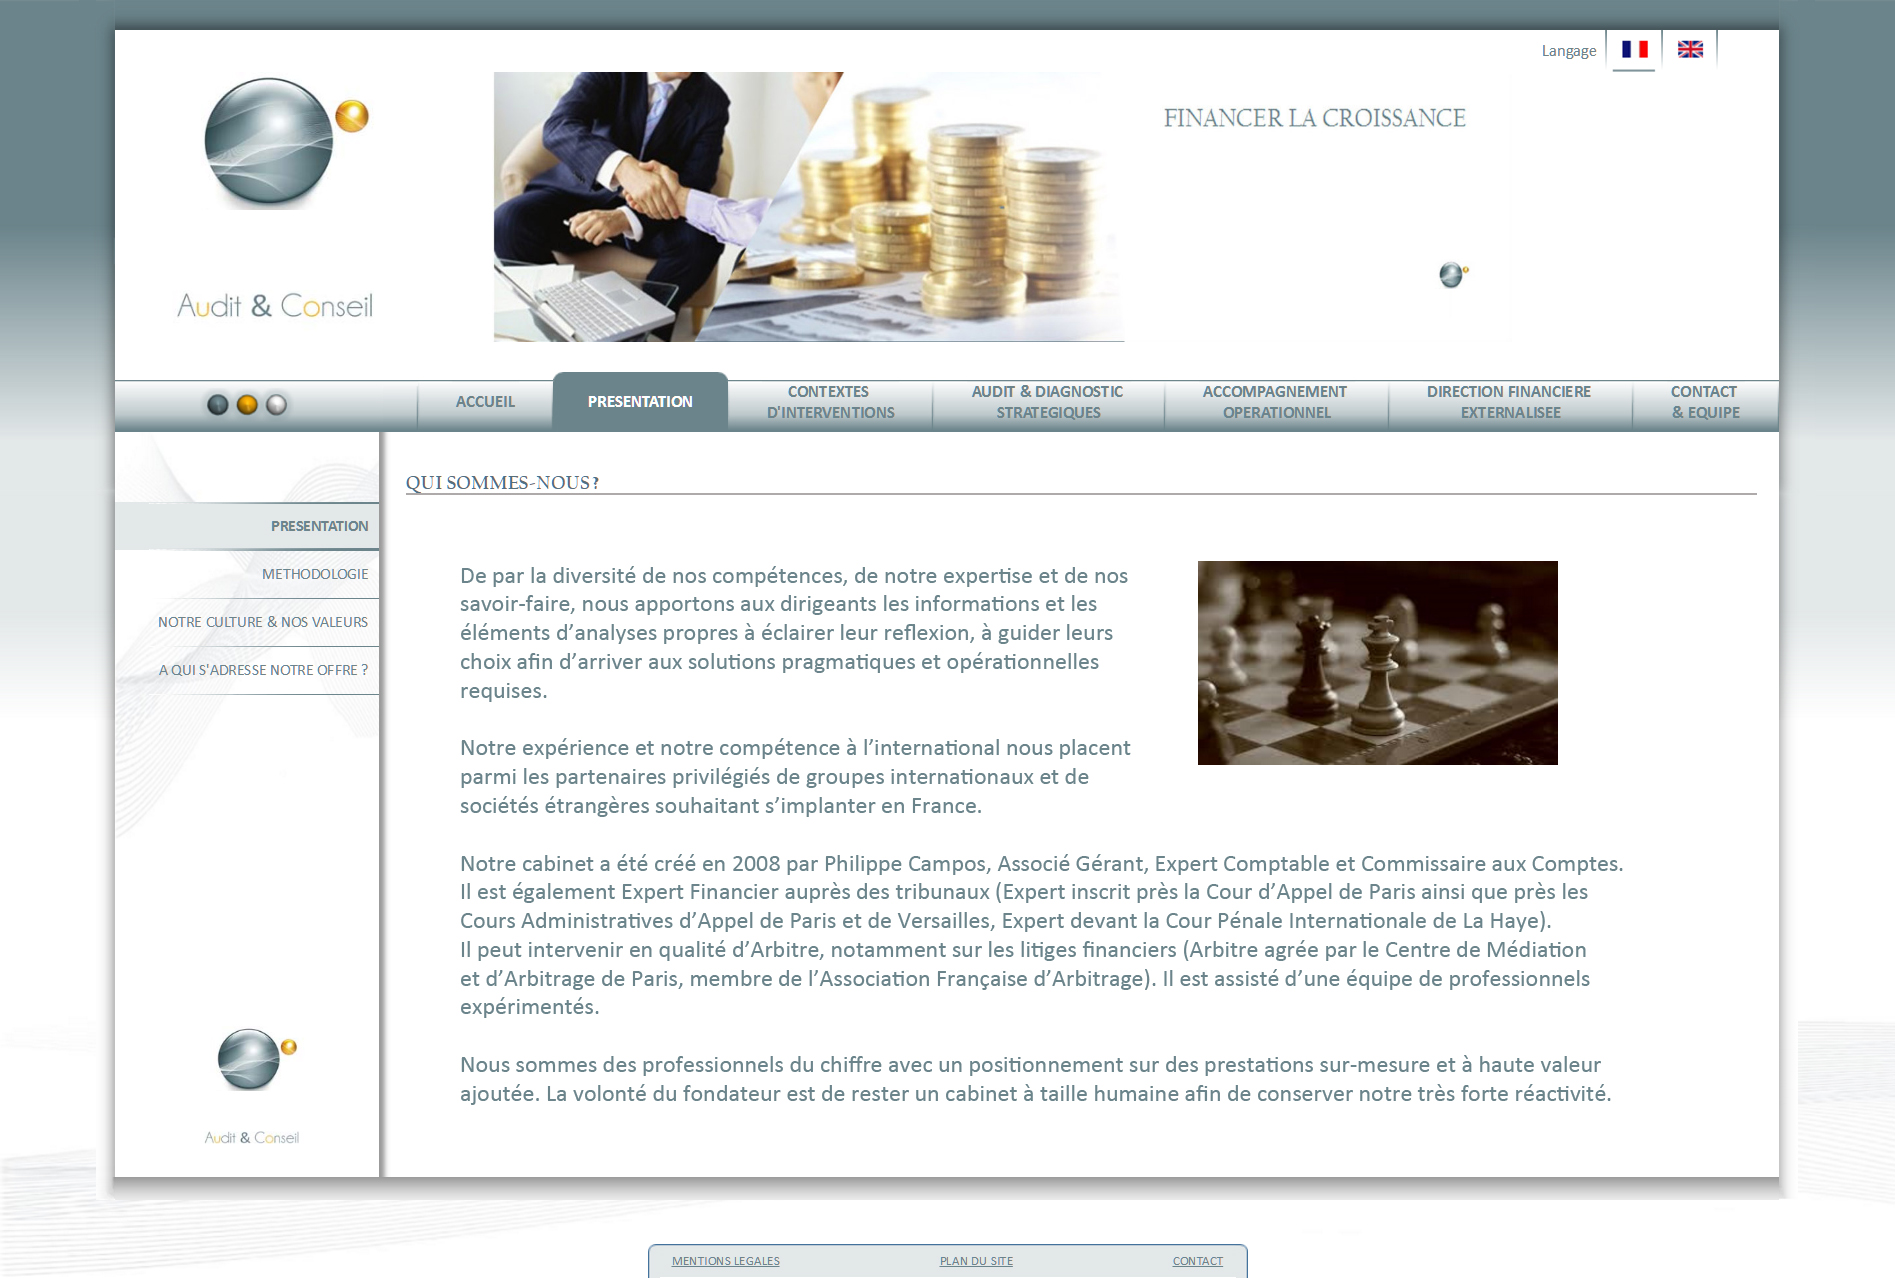 Langage
FINANCER LA CROISSANCE
Audit & Conseil
ACCUEIL
PRESENTATION
CONTEXTES
D'INTERVENTIONS
AUDIT & DIAGNOSTIC
STRATEGIQUES
ACCOMPAGNEMENT
OPERATIONNEL
DIRECTION FINANCIERE
EXTERNALISEE
CONTACT
& EQUIPE
PRESENTATION
METHODOLOGIE
NOTRE CULTURE & NOS VALEURS
A QUI S'ADRESSE NOTRE OFFRE ?
Audit & Conseil
QUI SOMMES-NOUS ?
De par la diversité de nos compétences, de notre expertise et de nos
savoir-faire, nous apportons aux dirigeants les informations et les
éléments d’analyses propres à éclairer leur reflexion, à guider leurs
choix afin d’arriver aux solutions pragmatiques et opérationnelles
requises.
Notre expérience et notre compétence à l’international nous placent
parmi les partenaires privilégiés de groupes internationaux et de
sociétés étrangères souhaitant s’implanter en France.
Notre cabinet a été créé en 2008 par Philippe Campos, Associé Gérant, Expert Comptable et Commissaire aux Comptes.
Il est également Expert Financier auprès des tribunaux (Expert inscrit près la Cour d’Appel de Paris ainsi que près les
Cours Administratives d’Appel de Paris et de Versailles, Expert devant la Cour Pénale Internationale de La Haye).
Il peut intervenir en qualité d’Arbitre, notamment sur les litiges financiers (Arbitre agrée par le Centre de Médiation
et d’Arbitrage de Paris, membre de l’Association Française d’Arbitrage). Il est assisté d’une équipe de professionnels
expérimentés.
Nous sommes des professionnels du chiffre avec un positionnement sur des prestations sur-mesure et à haute valeur
ajoutée. La volonté du fondateur est de rester un cabinet à taille humaine afin de conserver notre très forte réactivité.
MENTIONS LEGALES
PLAN DU SITE
CONTACT